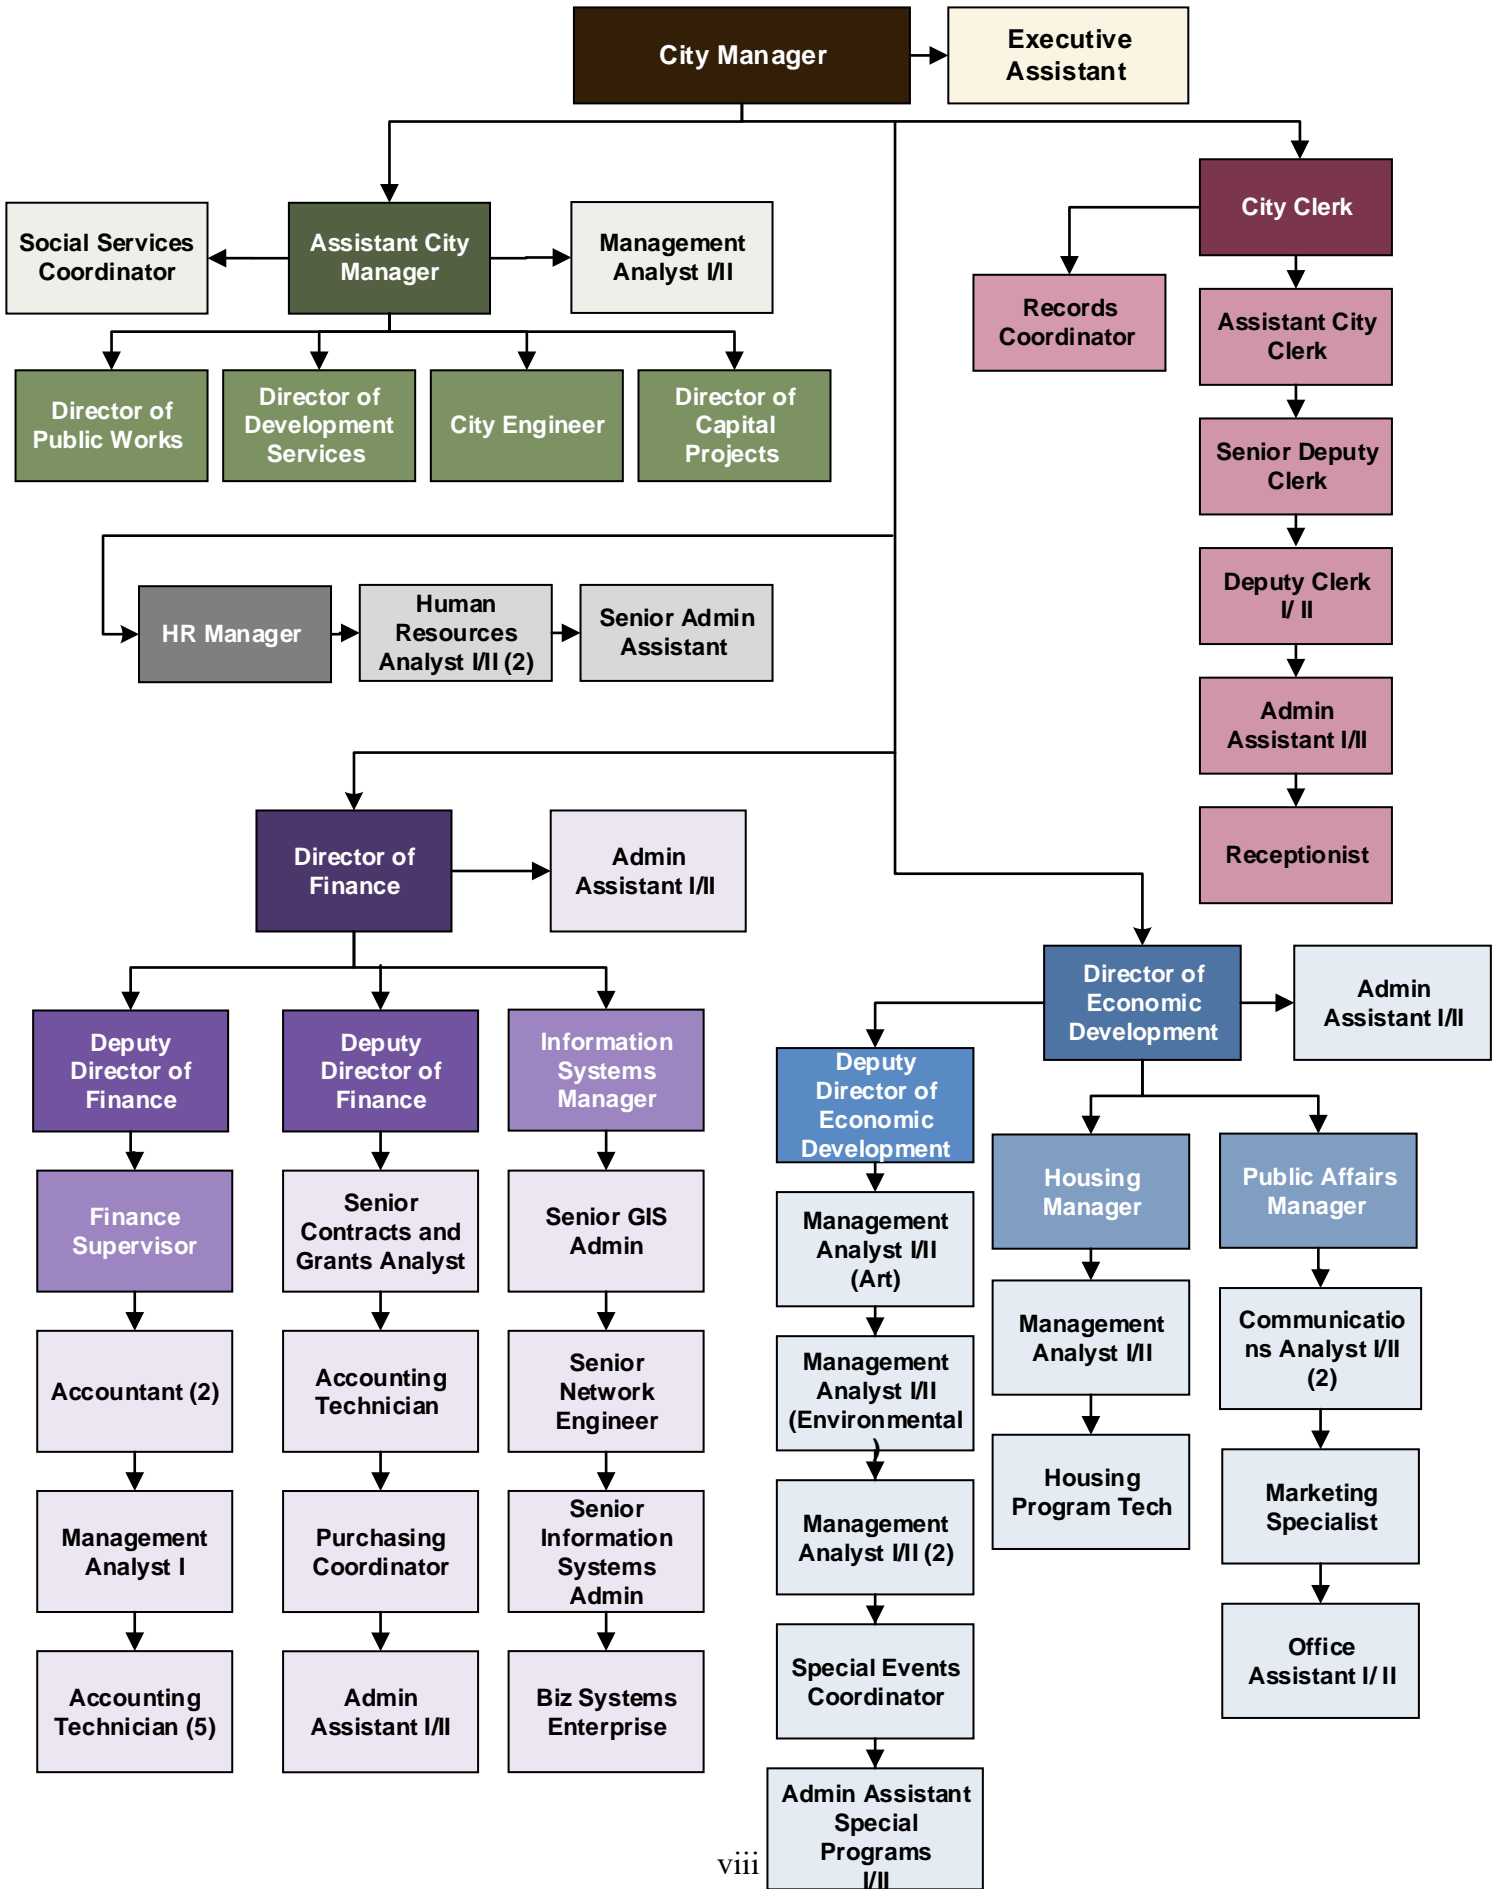 City Manager
Executive
Assistant
City Clerk
Social Services
Coordinator
Assistant City
Manager
Management
Analyst I/II
Records
Coordinator
Assistant City
Clerk
Director of
Public Works
Director of
Development
Services
City Engineer
Director of
Capital
Projects
Senior Deputy
Clerk
Deputy Clerk
I/ II
HR Manager
Human
Resources
Analyst I/II (2)
Senior Admin
Assistant
Admin
Assistant I/II
Receptionist
Director of
Finance
Admin
Assistant I/II
Director of
Economic
Development
Admin
Assistant I/II
Deputy
Director of
Finance
Deputy
Director of
Finance
Information
Systems
Manager
Deputy
Director of
Economic
Development
Housing
Manager
Public Affairs
Manager
Finance
Supervisor
Senior
Contracts and
Grants Analyst
Senior GIS
Admin
Management
Analyst I/II
(Art)
Management
Analyst I/II
Communicatio
ns Analyst I/II
(2)
Accountant (2)
Accounting
Technician
Senior
Network
Engineer
Management
Analyst I/II
(Environmental
)
Housing
Program Tech
Marketing
Specialist
Management
Analyst I
Purchasing
Coordinator
Senior
Information
Systems
Admin
Management
Analyst I/II (2)
Office
Assistant I/ II
Accounting
Technician (5)
Admin
Assistant I/II
Biz Systems
Enterprise
Special Events
Coordinator
Admin Assistant
Special
Programs
I/II
viii